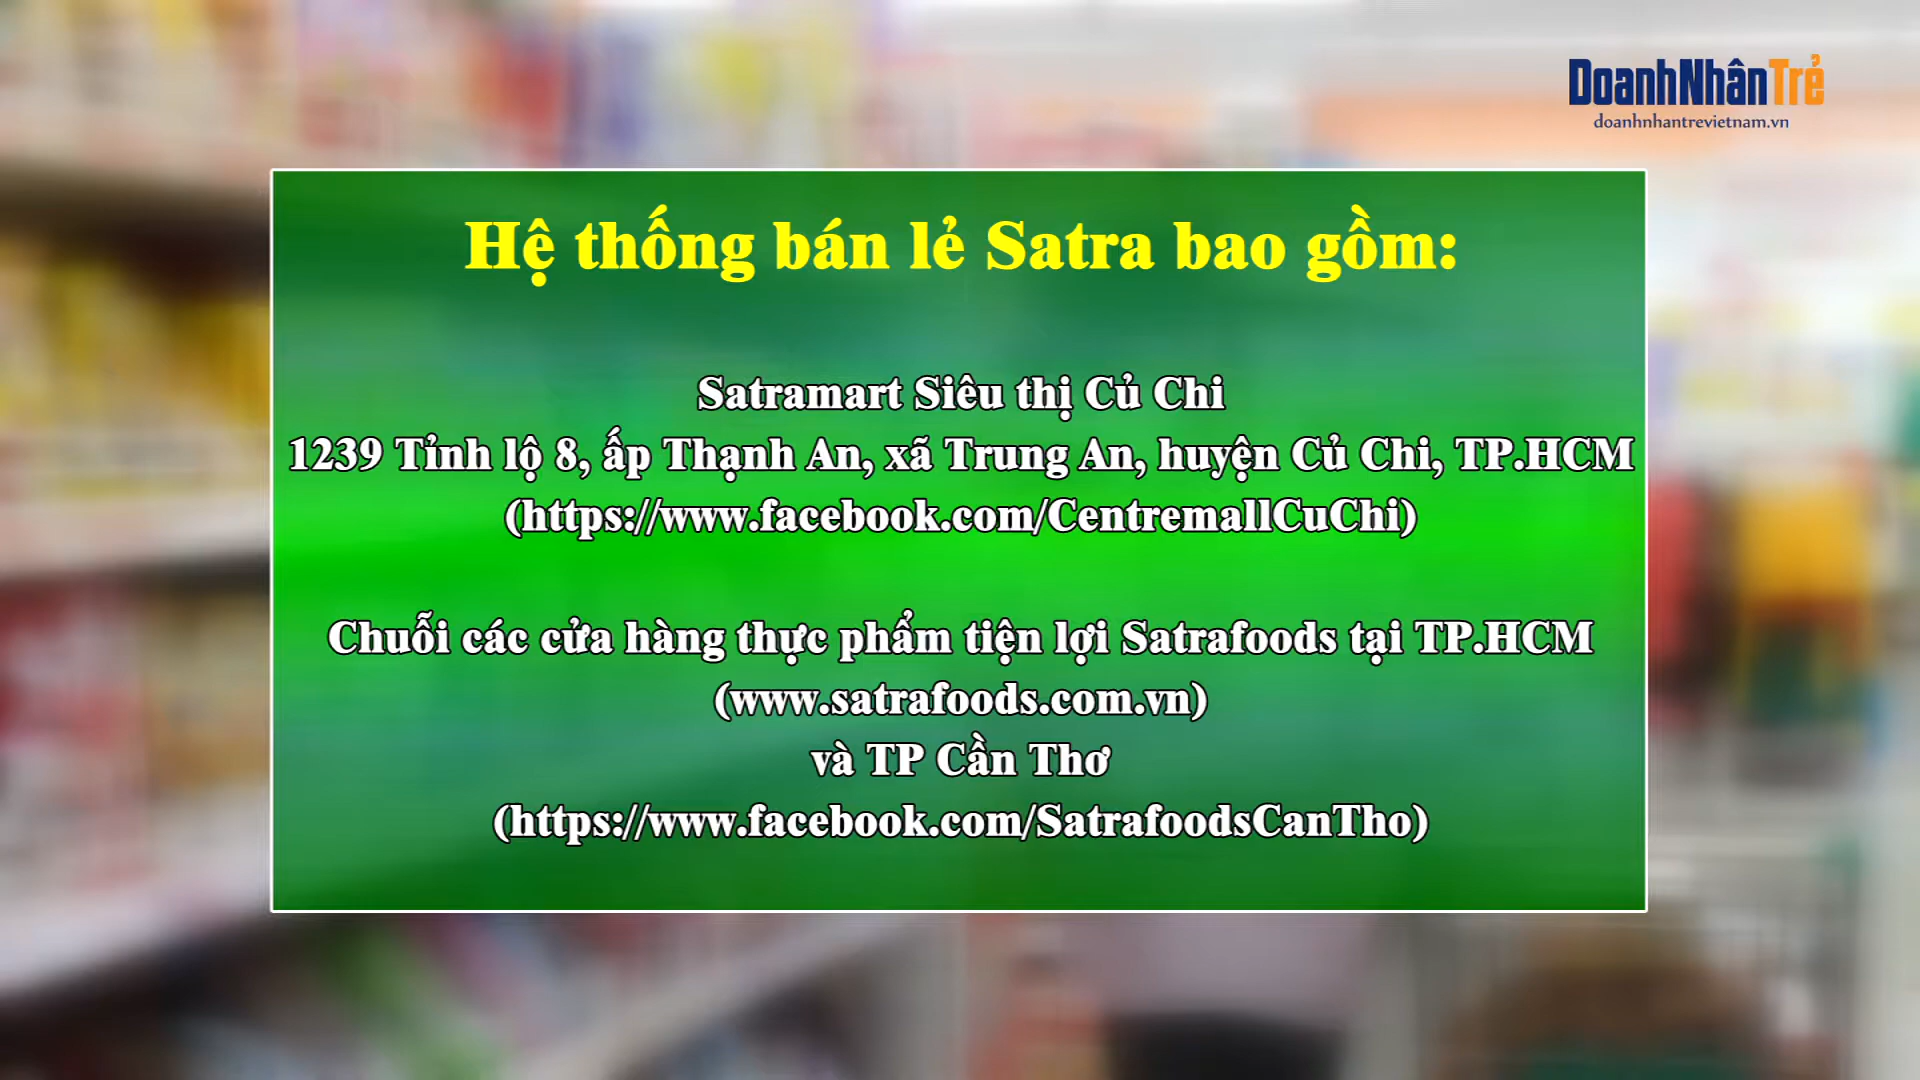 DoanhNhânTrẻ
doanhnhantrevietnam.vn
Hệ thống bán lẻ Satra bao gồm:
Satramart Siêu thị Củ Chi
1239 Tỉnh lộ 8, ấp Thạnh An, xã Trung An, huyện Củ Chi, TP.HCM
(https://www.facebook.com/CentremallCuChi)
Chuỗi các cửa hàng thực phẩm tiện lợi Satrafoods tại TP.HCM
(www.satrafoods.com.vn)
và TP Cần Thơ
(https://www.facebook.com/SatrafoodsCanTho)